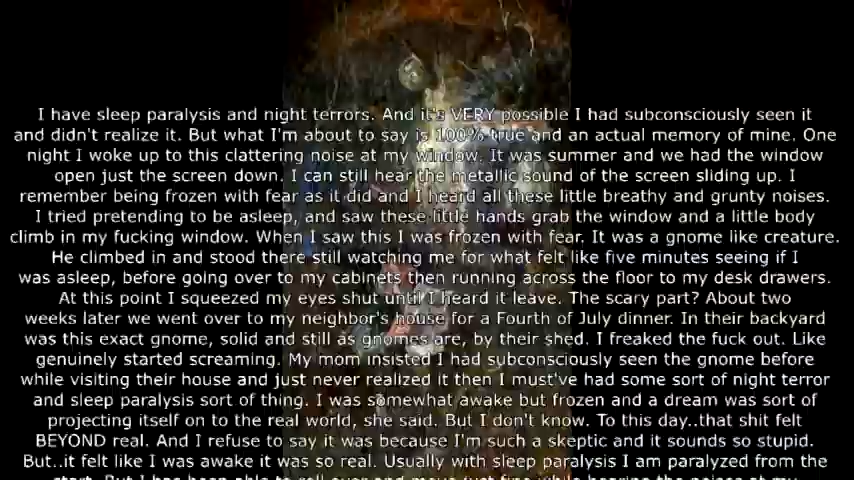 I have sleep paralysis and night terrors. And it's VERY possible I had subconsciously seen it
and didn't realize it. But what I'm about to say is 100% true and an actual memory of mine. One
night I woke up to this clattering noise at my window. It was summer and we had the window
open just the screen down. I can still hear the metallic sound of the screen sliding up. I
remember being frozen with fear as it did and I heard all these little breathy and grunty noises.
I tried pretending to be asleep, and saw these little hands grab the window and a little body
climb in my fucking window. When I saw this I was frozen with fear. It was a gnome like creature.
He climbed in and stood there still watching me for what felt like five minutes seeing if I
was asleep, before going over to my cabinets then running across the floor to my desk drawers.
At this point I squeezed my eyes shut until I heard it leave. The scary part? About two
weeks later we went over to my neighbor's house for a Fourth of July dinner. In their backyard
was this exact gnome, solid and still as gnomes are, by their shed. I freaked the fuck out. Like
genuinely started screaming. My mom insisted I had subconsciously seen the gnome before
while visiting their house and just never realized it then I must've had some sort of night terror
and sleep paralysis sort of thing. I was somewhat awake but frozen and a dream was sort of
projecting itself on to the real world, she said. But I don't know. To this day..that shit felt
BEYOND real. And I refuse to say it was because I'm such a skeptic and it sounds so stupid.
But..it felt like I was awake it was so real. Usually with sleep paralysis I am paralyzed from the